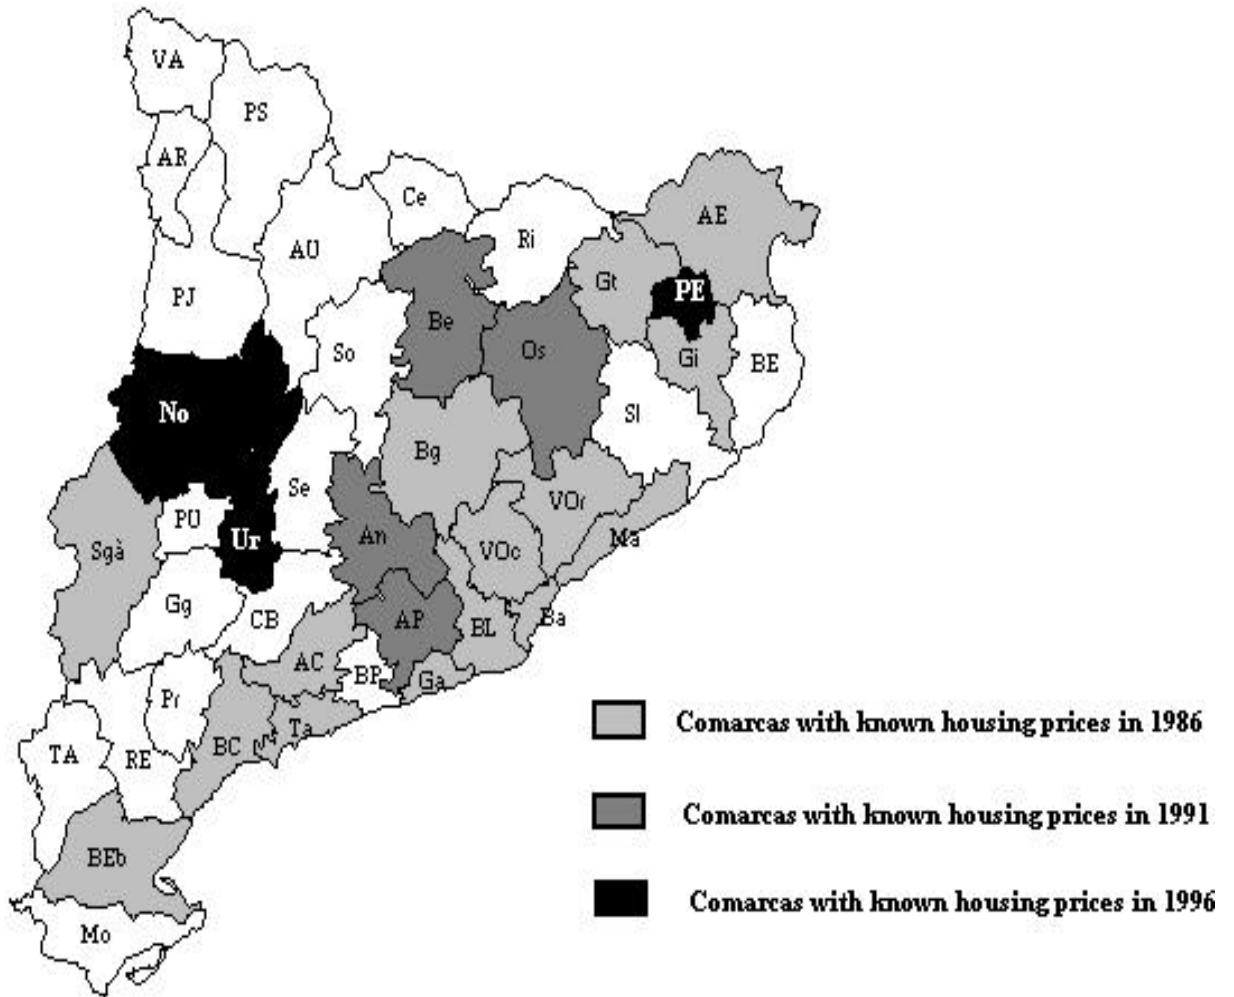 VA
PS
AR
Ce
AE
AU
Ri
Gt
PE
PJ
Be
Os
So
Gi
BE
No
Sl
Bg
Se
VOr
PU
Ur
An
Ma
Sgà
VOc
Gg
CB
AP
BL
Ba
AC
BP
Ga
Pr
Ta
TA
RE
BC
BEb
Mo
Comarcas with known housing prices in 1986
Comarcas with known housing prices in 1991
Comarcas with known housing prices in 1996